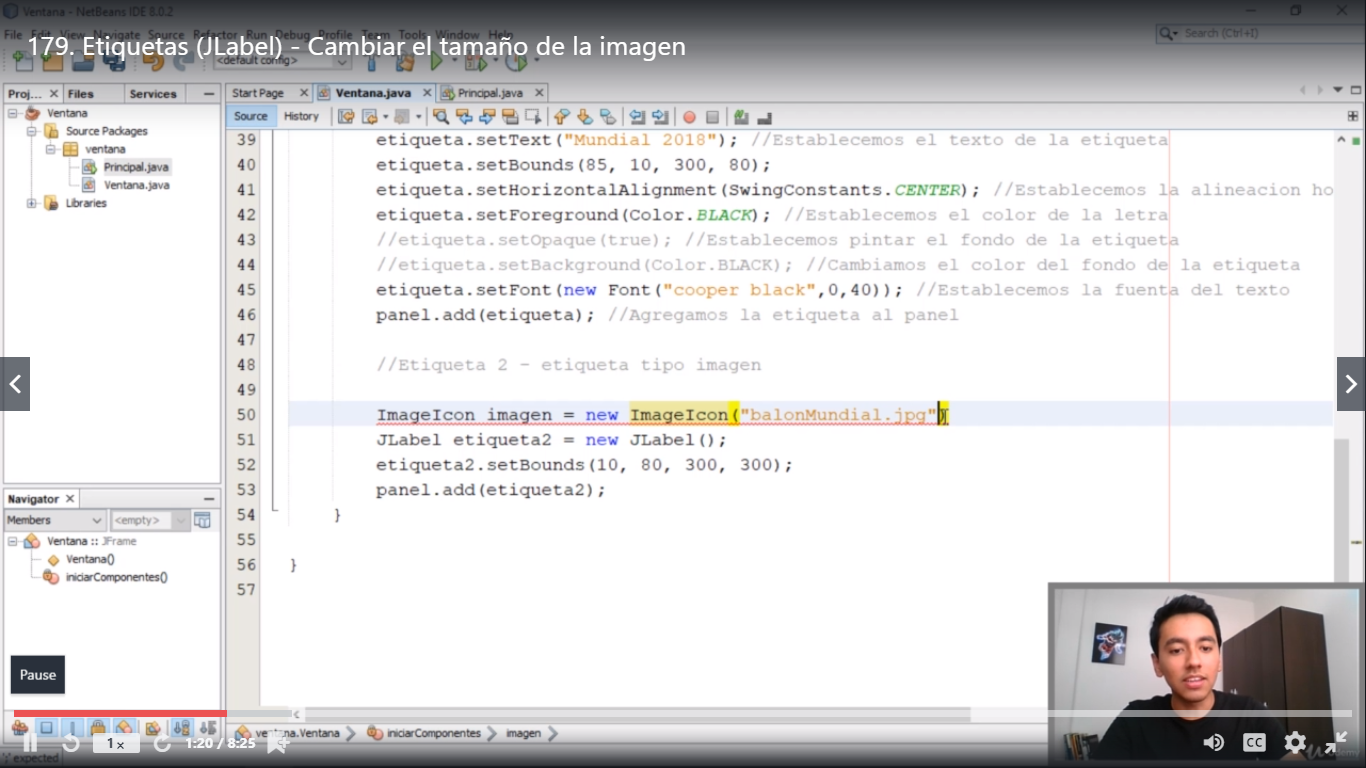 Ventana - NetBeans IDE 8.0.2
File Edit View Navigate Source Refactor Run Debug Profile Team Tools Window Help
Search (Ctrl+I)
179. Etiquetas (JLabel) - Cambiar el tamaño de la imagen
<default config>
Proj... Files Services
Start Page Ventana.java Principal.java
Source History
Ventana
Source Packages
ventana
Principal.java
Ventana.java
Libraries
39 etiqueta.setText("Mundial 2018"); //Establecemos el texto de la etiqueta
40 etiqueta.setBounds(85, 10, 300, 80);
41 etiqueta.setHorizontalAlignment(SwingConstants.CENTER); //Establecemos la alineacion ho
42 etiqueta.setForeground(Color.BLACK); //Establecemos el color de la letra
43 //etiqueta.setOpaque(true); //Establecemos pintar el fondo de la etiqueta
44 //etiqueta.setBackground(Color.BLACK); //Cambiamos el color del fondo de la etiqueta
45 etiqueta.setFont(new Font("cooper black",0,40)); //Establecemos la fuenta del texto
46 panel.add(etiqueta); //Agregamos la etiqueta al panel
47
48 //Etiqueta 2 - etiqueta tipo imagen
49
50 ImageIcon imagen = new ImageIcon("balonMundial.jpg")
51 JLabel etiqueta2 = new JLabel();
52 etiqueta2.setBounds(10, 80, 300, 300);
53 panel.add(etiqueta2);
54 }
55
56 }
57
Navigator
Members <empty>
Ventana :: JFrame
Ventana()
iniciarComponentes()
Pause
ventana.Ventana iniciarComponentes imagen
1x 1:20 / 8:25 CC
';' expected